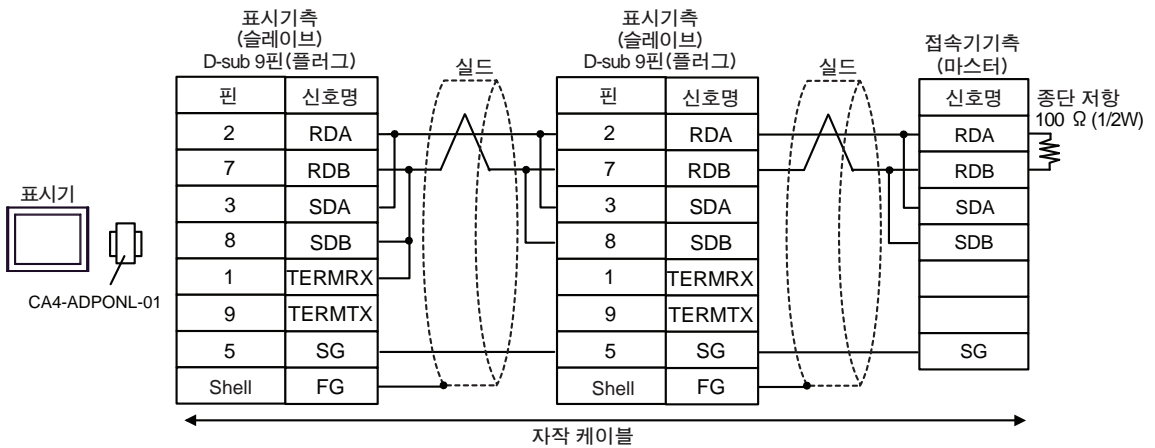 표시기측
(슬레이브)
D-sub 9핀(플러그)
표시기측
(슬레이브)
D-sub 9핀(플러그)
접속기기측
(마스터)
실드
실드
핀 신호명
핀 신호명
신호명
종단 저항
100 Ω (1/2W)
2 RDA
2 RDA
RDA
7 RDB
7 RDB
RDB
3 SDA
3 SDA
SDA
8 SDB
8 SDB
SDB
1 TERMRX
1 TERMRX
9 TERMTX
9 TERMTX
5 SG
5 SG
SG
Shell FG
Shell FG
표시기
CA4-ADPONL-01
자작 케이블